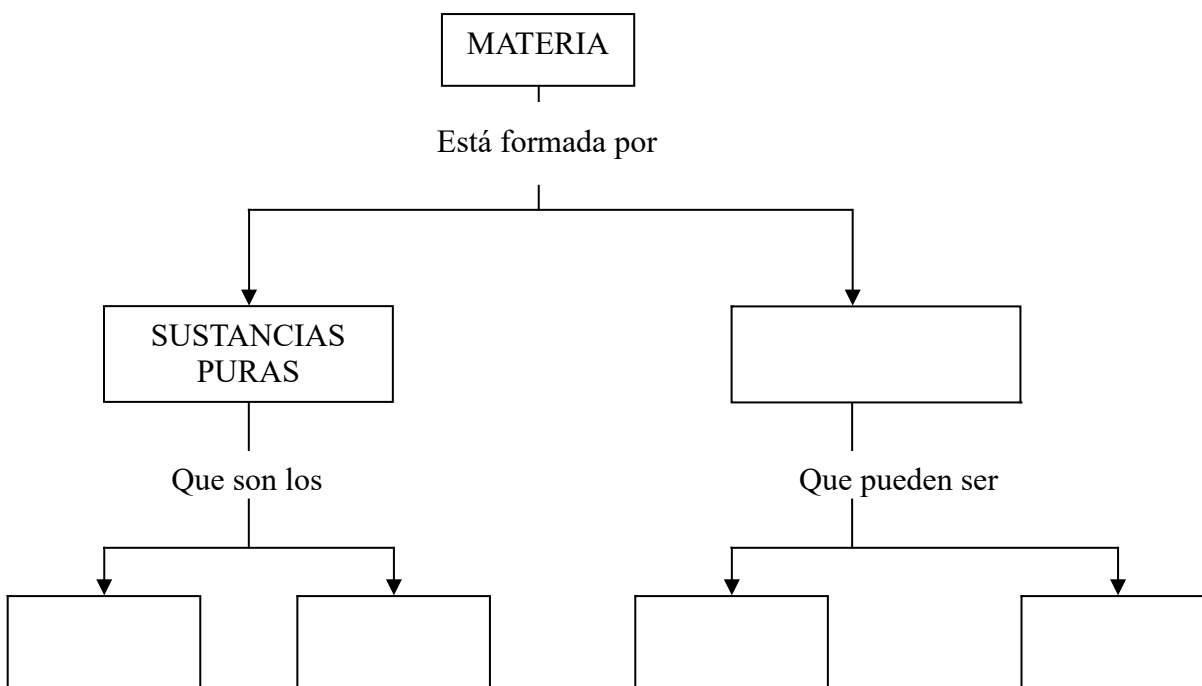 MATERIA
Está formada por
SUSTANCIAS
PURAS
Que son los
Que pueden ser